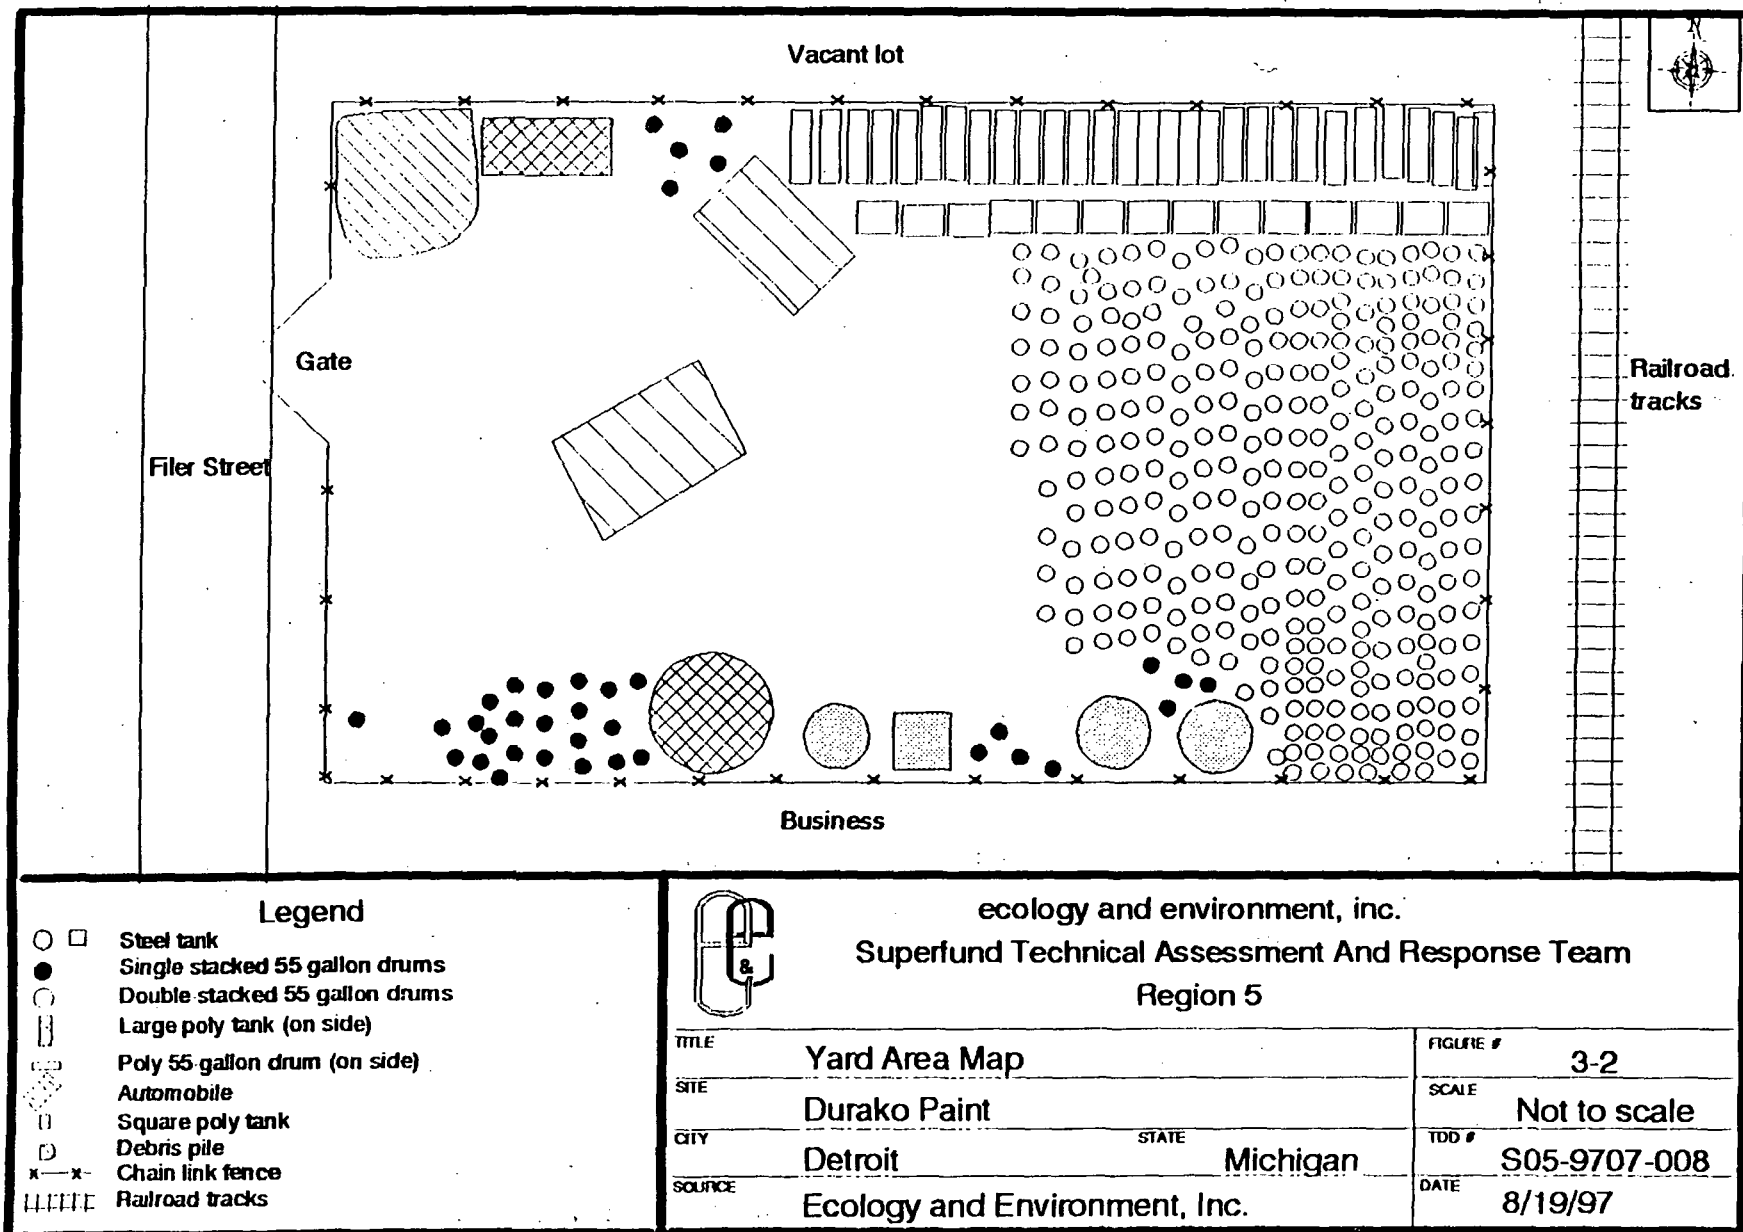 Vacant lot
N
Gate
Railroad
tracks
Filer Street
Business
Legend
Steel tank
Single stacked 55 gallon drums
Double stacked 55 gallon drums
Large poly tank (on side)
Poly 55 gallon drum (on side)
Automobile
Square poly tank
Debris pile
Chain link fence
Railroad tracks
&
ecology and environment, inc.
Superfund Technical Assessment And Response Team
Region 5
TITLE Yard Area Map
FIGURE # 3-2
SITE Durako Paint
SCALE Not to scale
CITY Detroit STATE Michigan
TDD # S05-9707-008
SOURCE Ecology and Environment, Inc.
DATE 8/19/97